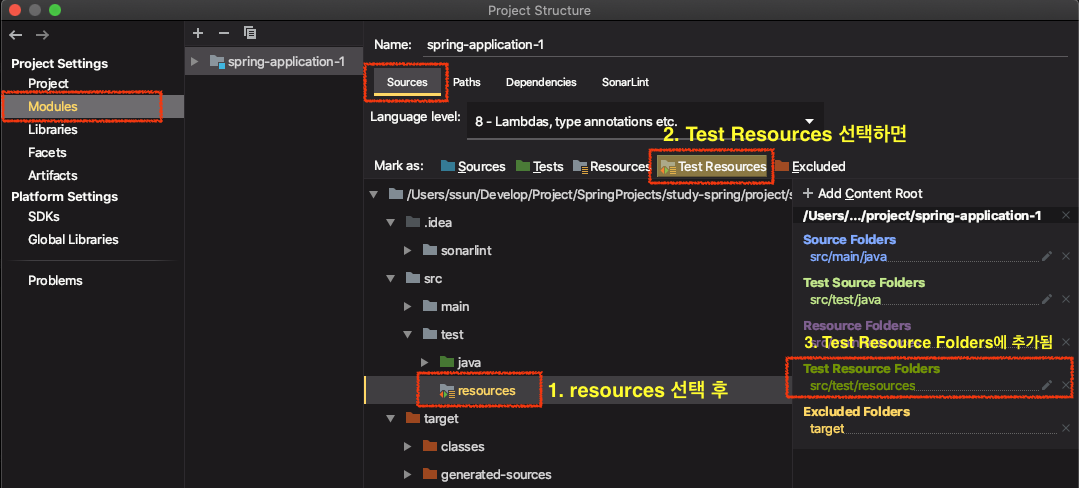 Project Structure
Project Settings
Project
Modules
Libraries
Facets
Artifacts
Platform Settings
SDKs
Global Libraries
Problems
spring-application-1
Name: spring-application-1
Sources Paths Dependencies SonarLint
Language level: 8 - Lambdas, type annotations etc.
2. Test Resources 선택하면
Mark as: Sources Tests Resources Test Resources Excluded
/Users/ssun/Develop/Project/SpringProjects/study-spring/project/s
.idea
sonarlint
src
main
test
java
resources
1. resources 선택 후
target
classes
generated-sources
+ Add Content Root
/Users/.../project/spring-application-1
Source Folders
src/main/java
Test Source Folders
src/test/java
Resource Folders
3. Test Resource Folders에 추가됨
Test Resource Folders
src/test/resources
Excluded Folders
target